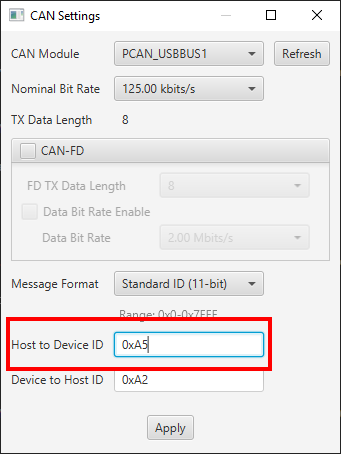 CAN Settings
CAN Module PCAN_USBBUS1 Refresh
Nominal Bit Rate 125.00 kbits/s
TX Data Length 8
CAN-FD
FD TX Data Length 8
Data Bit Rate Enable
Data Bit Rate 2.00 Mbits/s
Message Format Standard ID (11-bit)
Range:
Host to Device ID 0xA5
Device to Host ID 0xA2
Apply